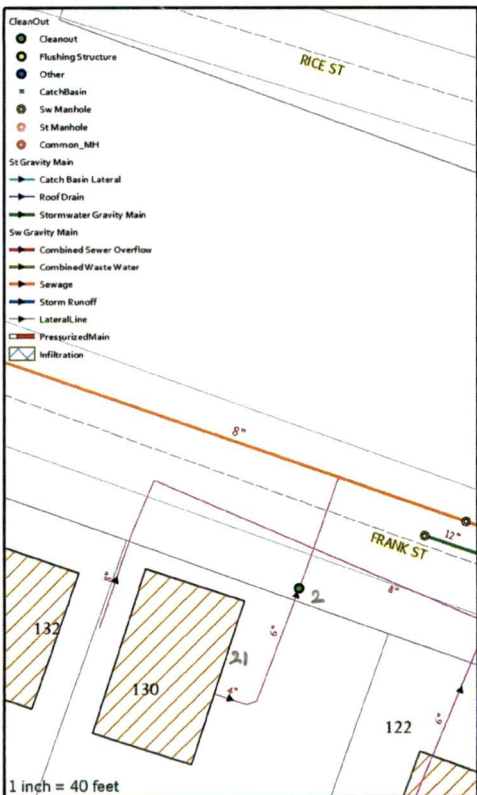 CleanOut
Cleanout
Flushing Structure
Other
CatchBasin
Sw Manhole
St Manhole
Common_MH
St Gravity Main
Catch Basin Lateral
Roof Drain
Stormwater Gravity Main
Sw Gravity Main
Combined Sewer Overflow
Combined Waste Water
Sewage
Storm Runoff
LateralLine
PressurizedMain
Infiltration
RICE ST
8"
12"
FRANK ST
8"
8"
2
132
6"
21
130
4"
122
6"
1 inch = 40 feet